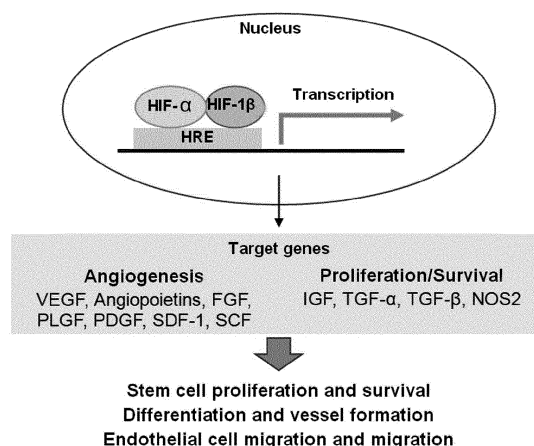 Nucleus
Transcription
HIF-α HIF-1β
HRE
Target genes
Angiogenesis
VEGF, Angiopoietins, FGF,
PLGF, PDGF, SDF-1, SCF
Proliferation/Survival
IGF, TGF-α, TGF-β, NOS2
Stem cell proliferation and survival
Differentiation and vessel formation
Endothelial cell migration and migration